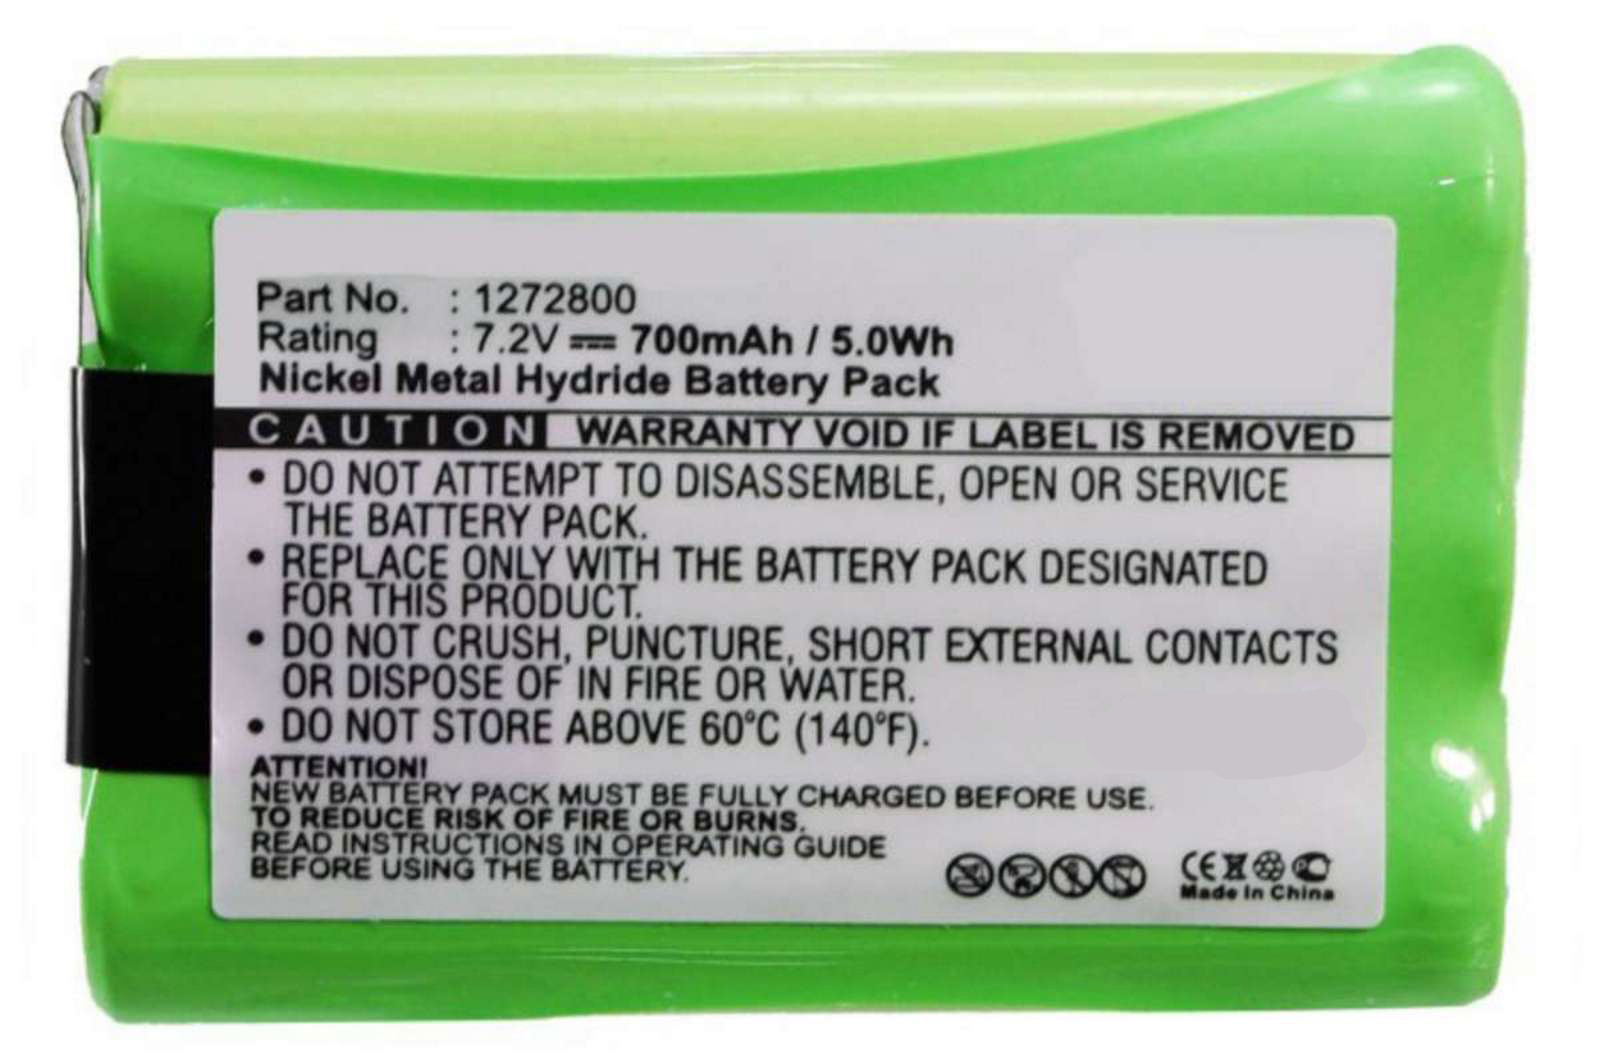 Part No. : 1272800
Rating : 7.2V ⎓ 700mAh / 5.0Wh
Nickel Metal Hydride Battery Pack
CAUTION WARRANTY VOID IF LABEL IS REMOVED
• DO NOT ATTEMPT TO DISASSEMBLE, OPEN OR SERVICE
THE BATTERY PACK.
• REPLACE ONLY WITH THE BATTERY PACK DESIGNATED
FOR THIS PRODUCT.
• DO NOT CRUSH, PUNCTURE, SHORT EXTERNAL CONTACTS
OR DISPOSE OF IN FIRE OR WATER.
• DO NOT STORE ABOVE 60°C (140°F).
ATTENTION!
NEW BATTERY PACK MUST BE FULLY CHARGED BEFORE USE.
TO REDUCE RISK OF FIRE OR BURNS.
READ INSTRUCTIONS IN OPERATING GUIDE
BEFORE USING THE BATTERY.
CE
Made in China